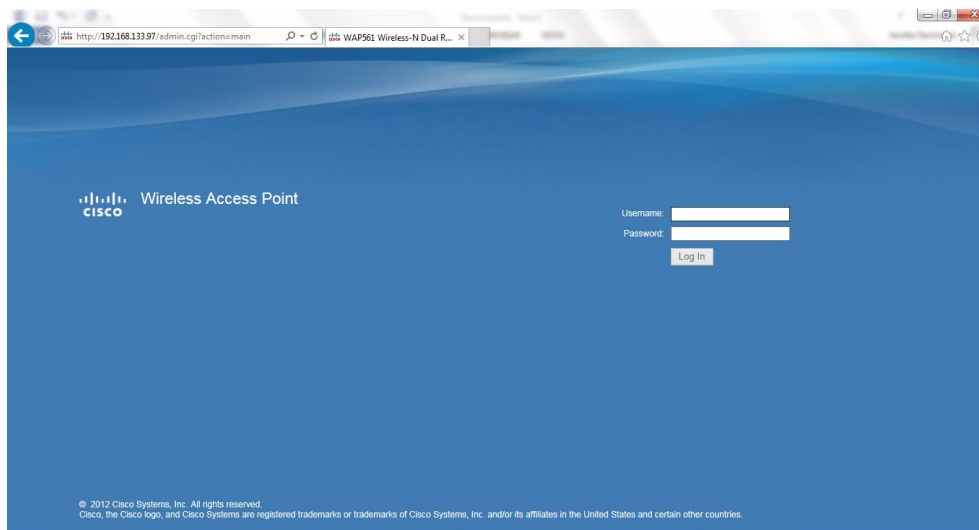 http://192.168.133.97/admin.cgi?action=main
WAP561 Wireless-N Dual R...
CISCO
Wireless Access Point
Username:
Password:
Log In
© 2012 Cisco Systems, Inc. All rights reserved.
Cisco, the Cisco logo, and Cisco Systems are registered trademarks or trademarks of Cisco Systems, Inc. and/or its affiliates in the United States and certain other countries.